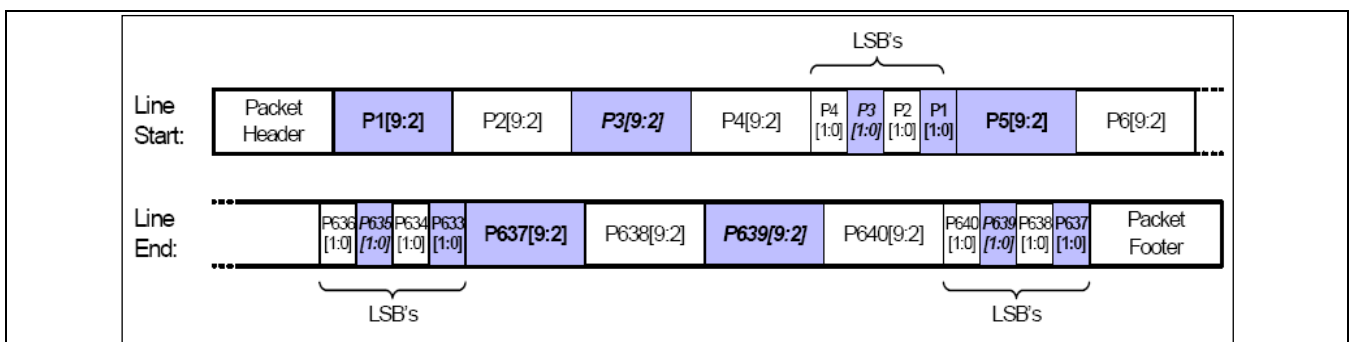 LSB's
Line Start:
Packet Header
P1[9:2]
P2[9:2]
P3[9:2]
P4[9:2]
P4 [1:0]
P3 [1:0]
P2 [1:0]
P1 [1:0]
P5[9:2]
P6[9:2]
Line End:
P636 [1:0]
P635 [1:0]
P634 [1:0]
P633 [1:0]
P637[9:2]
P638[9:2]
P639[9:2]
P640[9:2]
P640 [1:0]
P639 [1:0]
P638 [1:0]
P637 [1:0]
Packet Footer
LSB's
LSB's